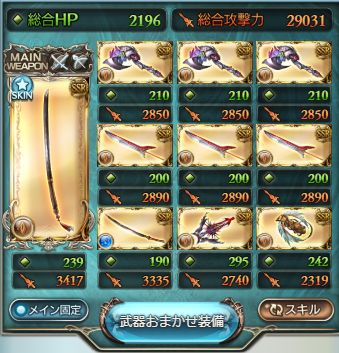 総合HP 2196 総合攻撃力 29031
MAIN
WEAPON
SKIN
SSR SSR SSR SSR
210 210 210
2850 2850 2850
SSR SSR SSR
200 200 200
2890 2890 2890
SSR SSR SSR
239 190 295 242
3417 3335 2740 2319
メイン固定 武器おまかせ装備 スキル